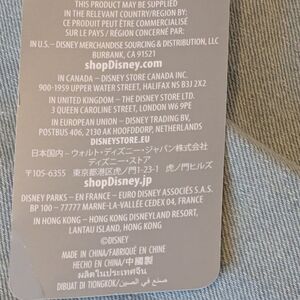 THIS PRODUCT MAY BE SUPPLIED
IN THE RELEVANT COUNTRY/REGION BY:
CE PRODUIT PEUT ÊTRE COMMERCIALISÉ
SUR LE PAYS / RÉGION CONCERNÉ PAR:
IN U.S. – DISNEY MERCHANDISE SOURCING & DISTRIBUTION, LLC
BURBANK, CA 91521
shopDisney.com
IN CANADA – DISNEY STORE CANADA INC.
900-1959 UPPER WATER STREET, HALIFAX NS B3J 2X2
IN UNITED KINGDOM – THE DISNEY STORE LTD.
3 QUEEN CAROLINE STREET, LONDON W6 9PE
IN EUROPEAN UNION – DISNEY TRADING BV,
POSTBUS 406, 2130 AK HOOFDDORP, NETHERLANDS
DISNEYSTORE.EU
日本国内 – ウォルト・ディズニー・ジャパン株式会社
ディズニー・ストア
〒105-6355 東京都港区虎ノ門1-23-1 虎ノ門ヒルズ
shopDisney.jp
DISNEY PARKS – EN FRANCE – EURO DISNEY ASSOCIÉS S.A.S.
BP 100 – 77777 MARNE-LA-VALLÉE CEDEX 04, FRANCE
IN HONG KONG – HONG KONG DISNEYLAND RESORT,
LANTAU ISLAND, HONG KONG
©DISNEY
MADE IN CHINA/FABRIQUÉ EN CHINE
HECHO EN CHINA/中國製
ผลิตในประเทศจีน
DIBUAT DI TIONGKOK/صنع في الصين